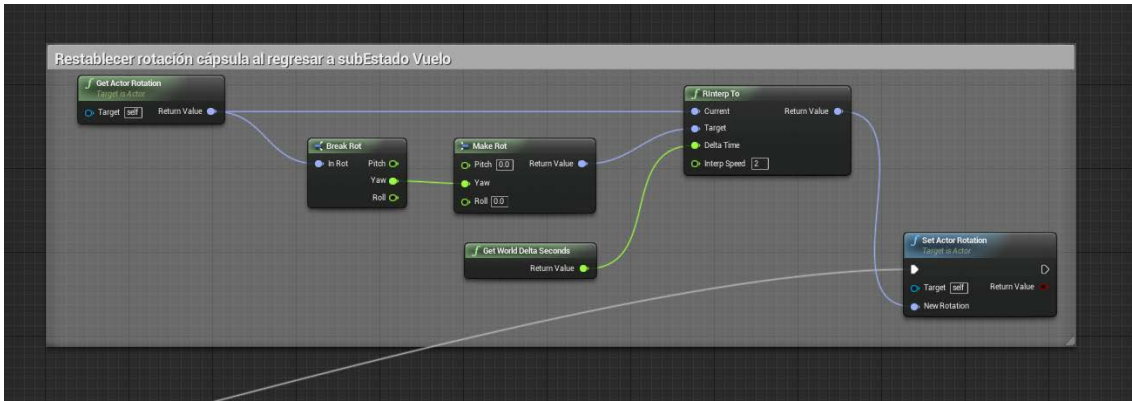 Restablecer rotación cápsula al regresar a subEstado Vuelo
Get Actor Rotation
Target is Actor
Target self Return Value
Break Rot
In Rot Pitch
Yaw
Roll
Make Rot
Pitch 0.0 Return Value
Yaw
Roll 0.0
Get World Delta Seconds
Return Value
RInterp To
Current Return Value
Target
Delta Time
Interp Speed 2
Set Actor Rotation
Target is Actor
Target self Return Value
New Rotation